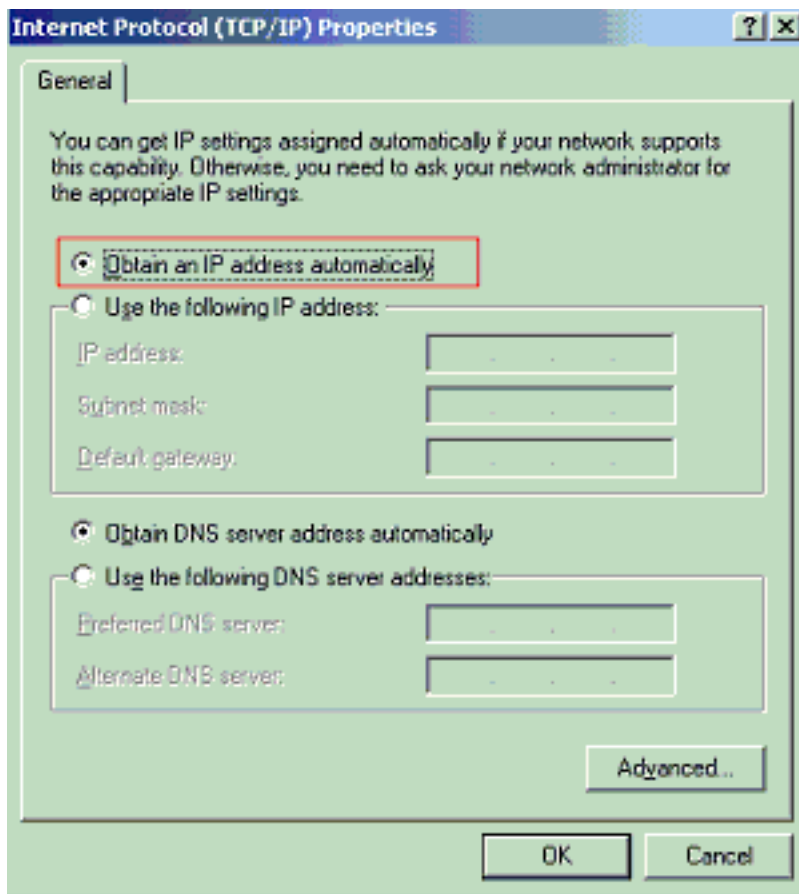 Internet Protocol (TCP/IP) Properties
General
You can get IP settings assigned automatically if your network supports
this capability. Otherwise, you need to ask your network administrator for
the appropriate IP settings.
Obtain an IP address automatically
Use the following IP address:
IP address:
Subnet mask:
Default gateway:
Obtain DNS server address automatically
Use the following DNS server addresses:
Preferred DNS server:
Alternate DNS server:
Advanced...
OK
Cancel